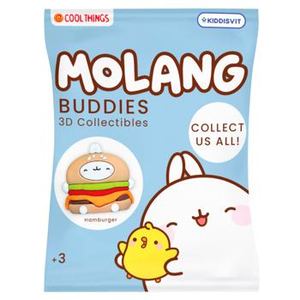 COOL THINGS
KIDDISVIT
MOLANG
BUDDIES
3D Collectibles
COLLECT
US ALL!
Hamburger
+3